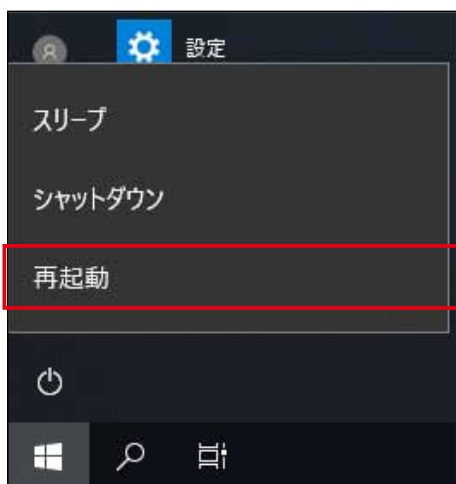 設定
スリープ
シャットダウン
再起動